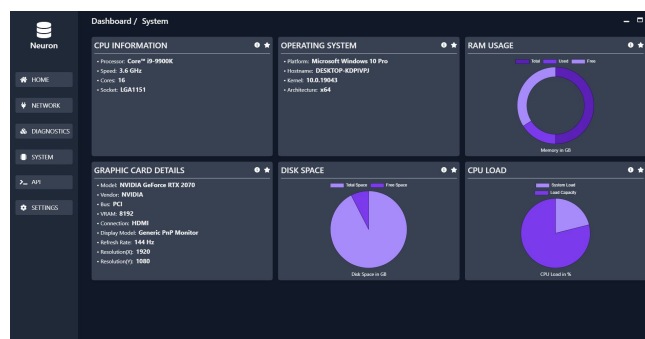 Dashboard / System
Neuron
HOME
NETWORK
DIAGNOSTICS
SYSTEM
API
SETTINGS
CPU INFORMATION
• Processor: Core™ i9-9900K
• Speed: 3.6 GHz
• Cores: 16
• Socket: LGA1151
OPERATING SYSTEM
• Platform: Microsoft Windows 10 Pro
• Hostname: DESKTOP-KDPIVPJ
• Kernel: 10.0.19043
• Architecture: x64
RAM USAGE
Total Used Free
Memory in GB
GRAPHIC CARD DETAILS
• Model: NVIDIA GeForce RTX 2070
• Vendor: NVIDIA
• Bus: PCI
• VRAM: 8192
• Connection: HDMI
• Display Model: Generic PnP Monitor
• Refresh Rate: 144 Hz
• Resolution(X): 1920
• Resolution(Y): 1080
DISK SPACE
Total Space Free Space
Disk Space in GB
CPU LOAD
System Load
Load Capacity
CPU Load in %